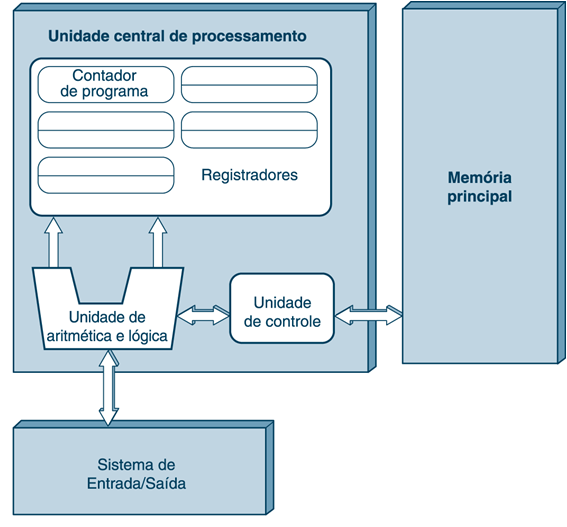 Unidade central de processamento
Contador
de programa
Registradores
Memória
principal
Unidade de
aritmética e lógica
Unidade
de controle
Sistema de
Entrada/Saída